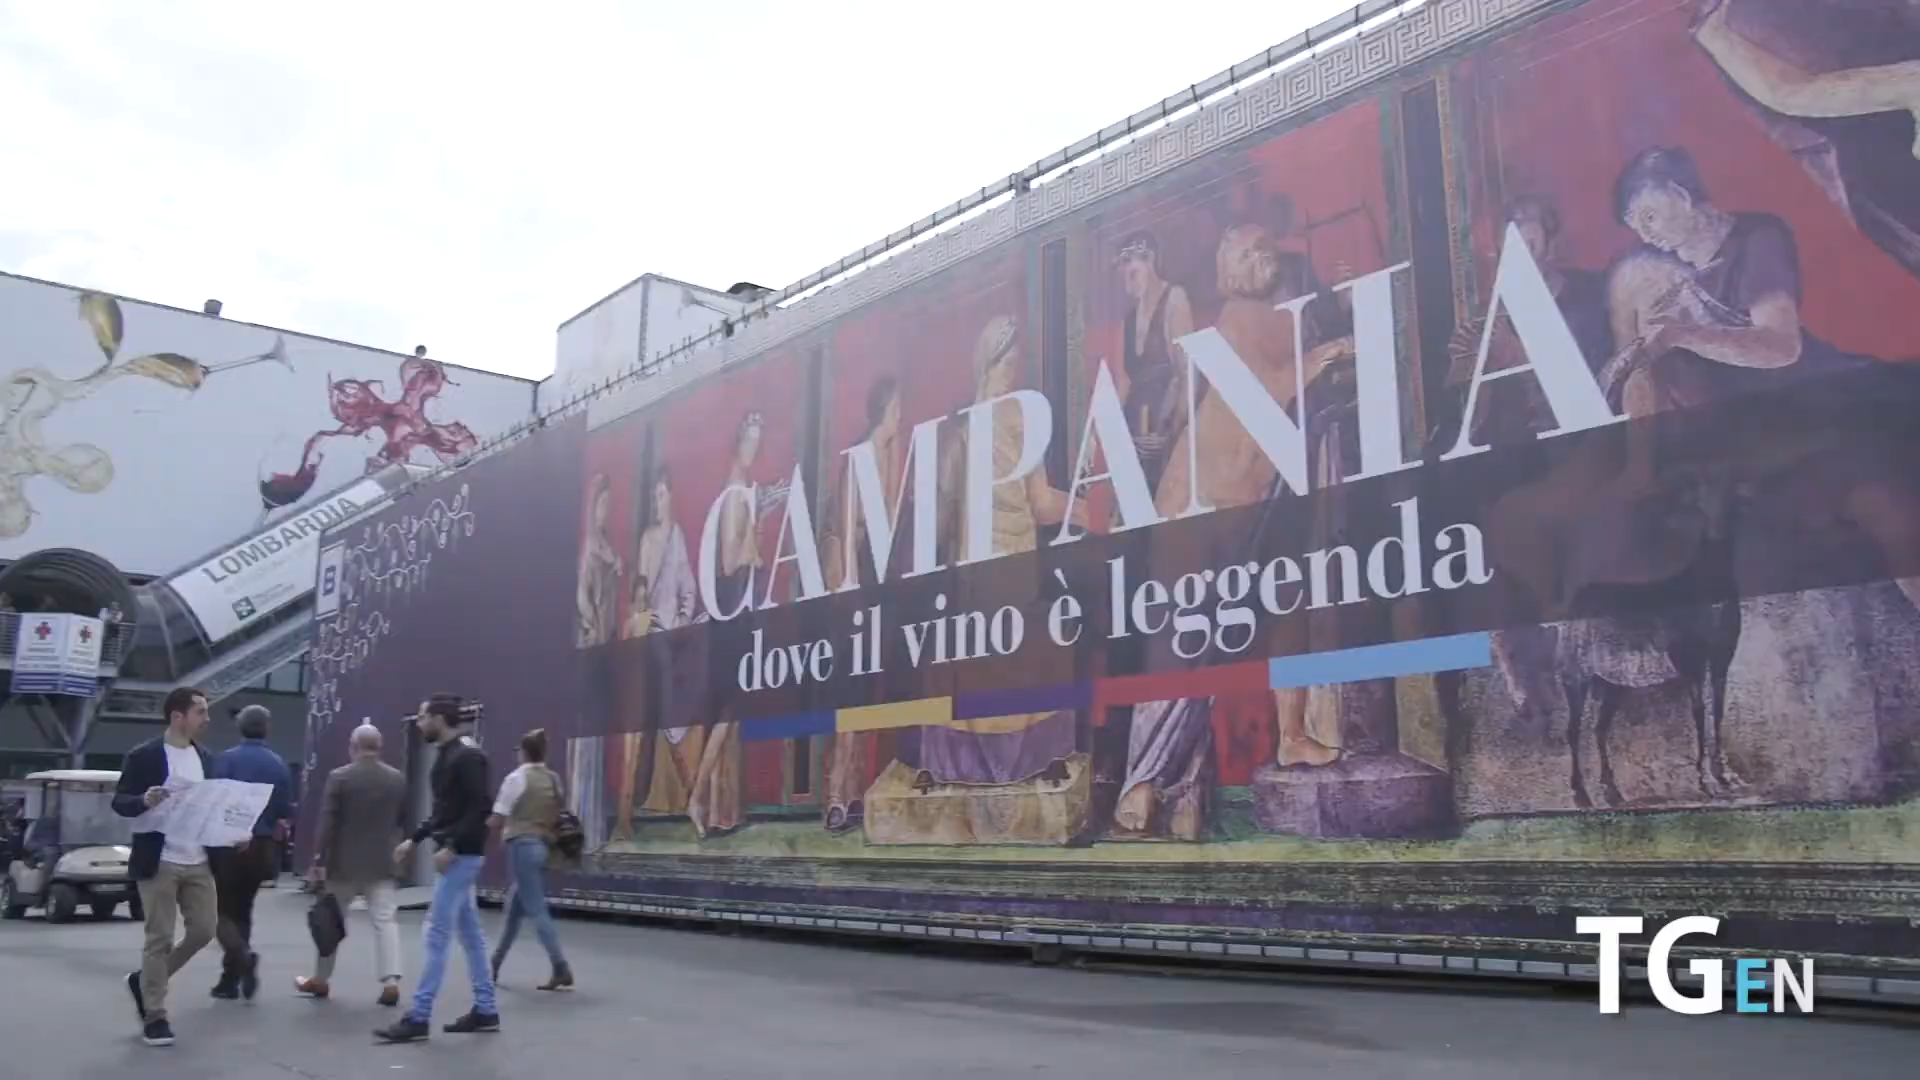 CAMPANIA
dove il vino è leggenda
LOMBARDIA
B
TGEN